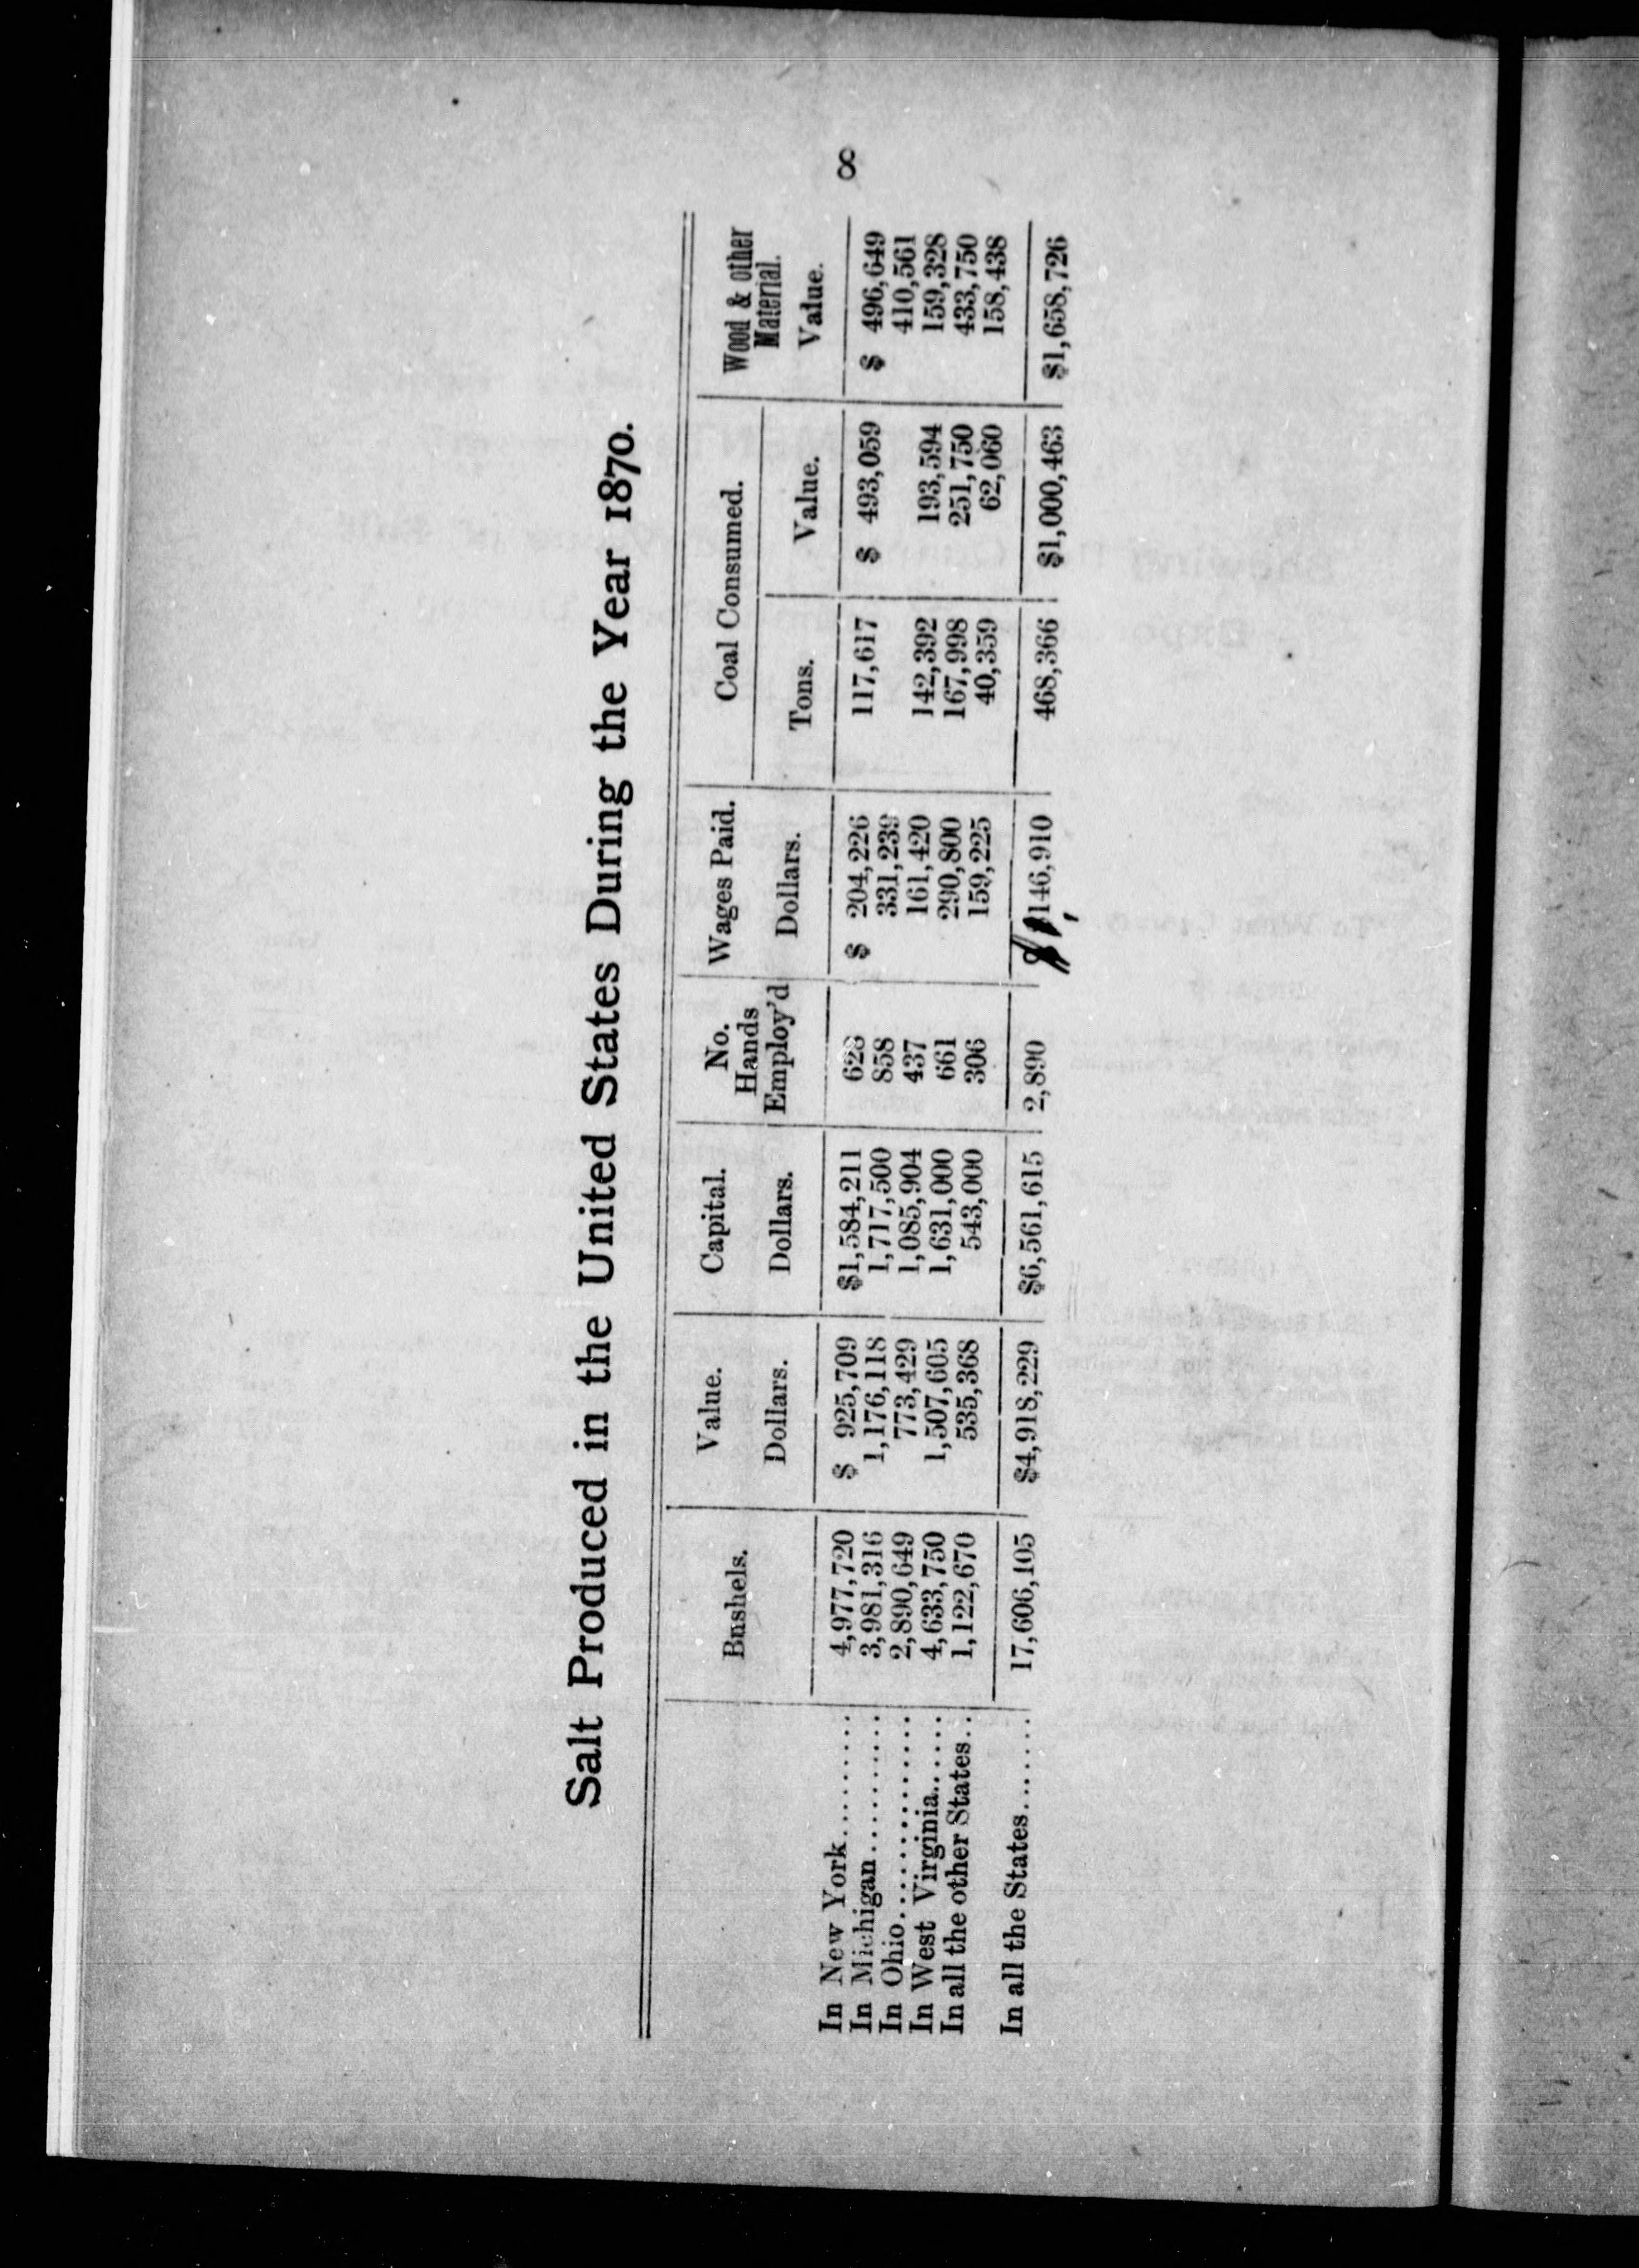 8
Salt Produced in the United States During the Year 1870.
Bushels. Value. Capital. No. Hands Employ'd Wages Paid. Coal Consumed. Wood & other Material.
Dollars. Dollars. Dollars. Tons. Value. Value.
In New York........ 4,977,720 $ 925,709 $1,584,211 628 $ 204,226 117,617 $ 493,059 $ 496,649
In Michigan.......... 3,981,316 1,176,118 1,717,500 858 331,239 410,561
In Ohio............. 2,890,649 773,429 1,085,904 437 161,420 142,392 193,594 159,328
In West Virginia...... 4,633,750 1,507,605 1,631,000 661 290,800 167,998 251,750 433,750
In all the other States.. 1,122,670 535,368 543,000 306 159,225 40,359 62,060 158,438
In all the States....... 17,606,105 $4,918,229 $6,561,615 2,890 $1,146,910 468,366 $1,000,463 $1,658,726